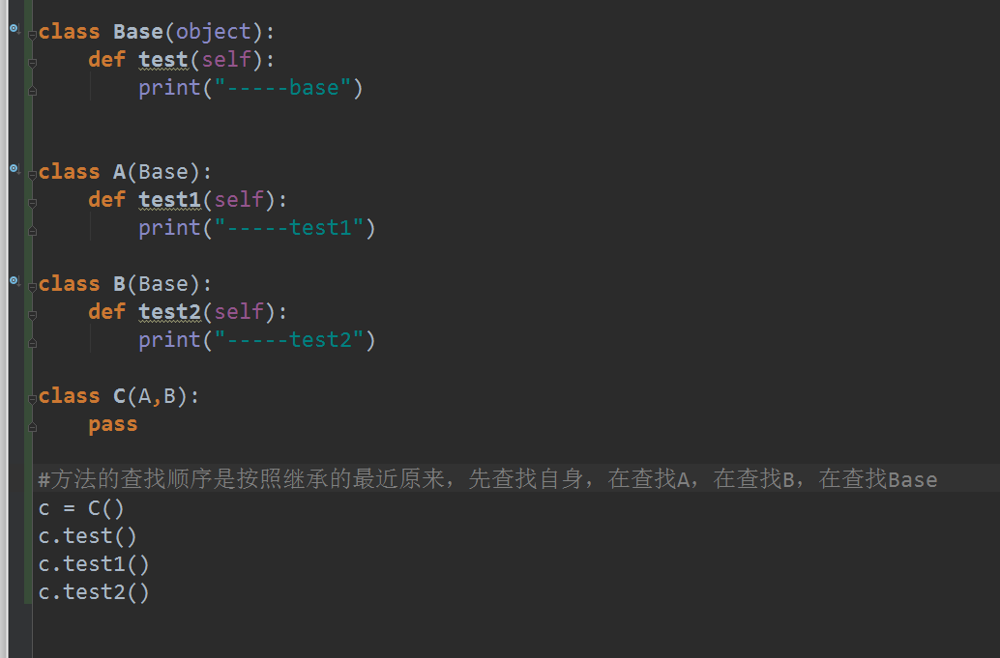 class Base(object):
    def test(self):
        print("-----base")
class A(Base):
    def test1(self):
        print("-----test1")
class B(Base):
    def test2(self):
        print("-----test2")
class C(A,B):
    pass
#方法的查找顺序是按照继承的最近原来，先查找自身，在查找A，在查找B，在查找Base
c = C()
c.test()
c.test1()
c.test2()